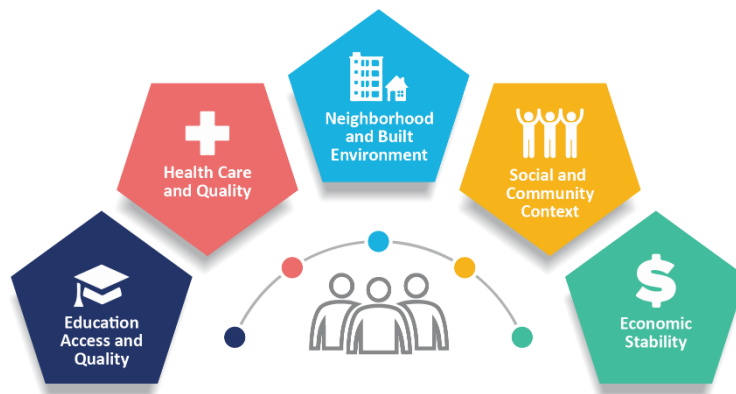 Education
Access and
Quality
Health Care
and Quality
Neighborhood
and Built
Environment
Social and
Community
Context
Economic
Stability